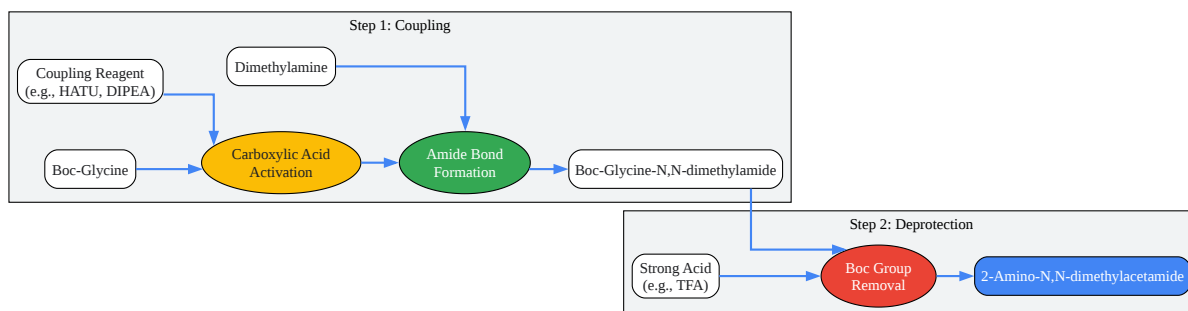 Step 1: Coupling
Dimethylamine
Coupling Reagent
(e.g., HATU, DIPEA)
Boc-Glycine
Carboxylic Acid
Activation
Amide Bond
Formation
Boc-Glycine-N,N-dimethylamide
Step 2: Deprotection
Strong Acid
(e.g., TFA)
Boc Group
Removal
2-Amino-N,N-dimethylacetamide